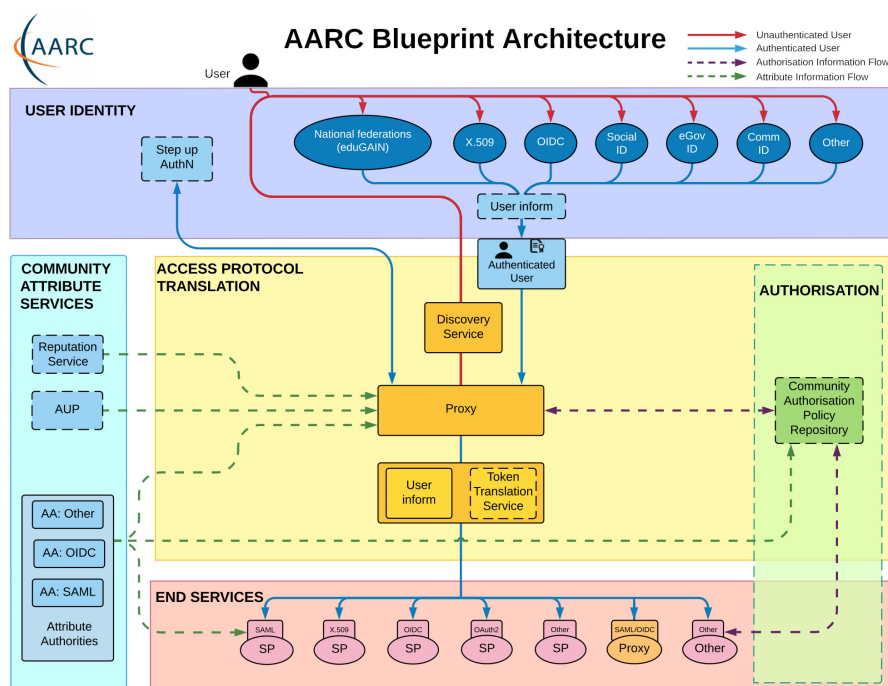 AARC
AARC Blueprint Architecture
Unauthenticated User
Authenticated User
Authorisation Information Flow
Attribute Information Flow
User
USER IDENTITY
Step up
AuthN
National federations
(eduGAIN)
X.509
OIDC
Social
ID
eGov
ID
Comm
ID
Other
User inform
Authenticated
User
COMMUNITY
ATTRIBUTE
SERVICES
ACCESS PROTOCOL
TRANSLATION
AUTHORISATION
Discovery
Service
Reputation
Service
AUP
Proxy
Community
Authorisation
Policy
Repository
User
inform
Token
Translation
Service
AA: Other
AA: OIDC
AA: SAML
Attribute
Authorities
END SERVICES
SAML
SP
X.509
SP
OIDC
SP
OAuth2
SP
Other
SP
SAML/OIDC
Proxy
Other
Other